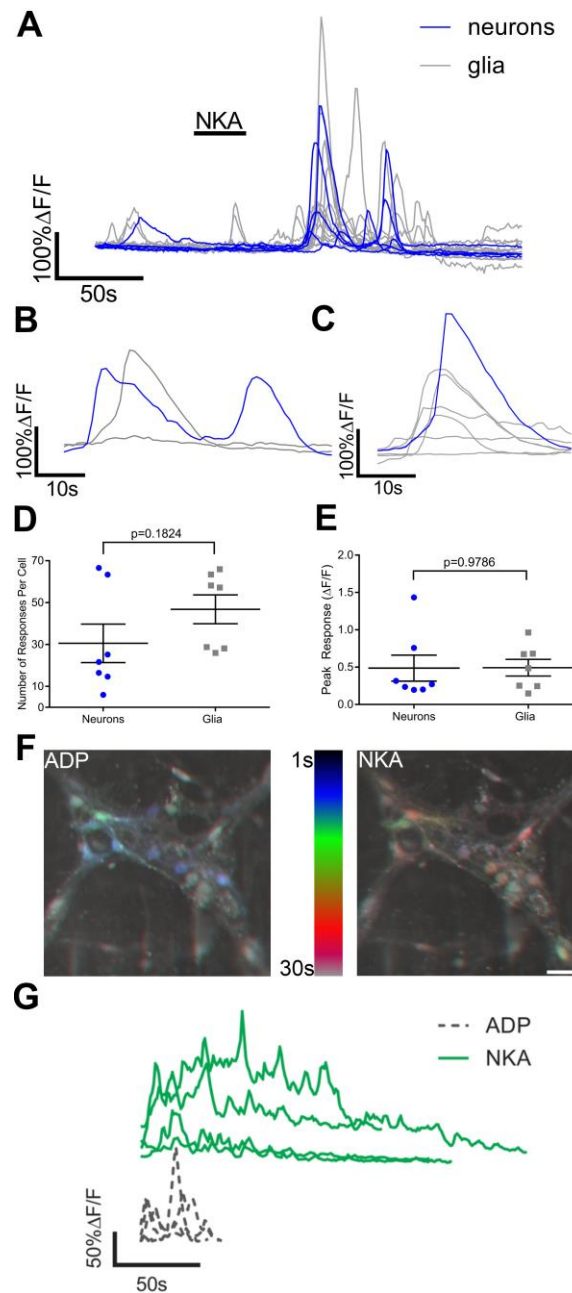 A
neurons
glia
NKA
100%ΔF/F
50s
B
C
100%ΔF/F
10s
100%ΔF/F
10s
D
E
p=0.1824
Number of Responses Per Cell
70
50
30
10
0
Neurons
Glia
p=0.9786
Peak Response (ΔF/F)
2.0
1.5
1.0
0.5
0.0
Neurons
Glia
F
ADP
1s
30s
NKA
G
ADP
NKA
50%ΔF/F
50s